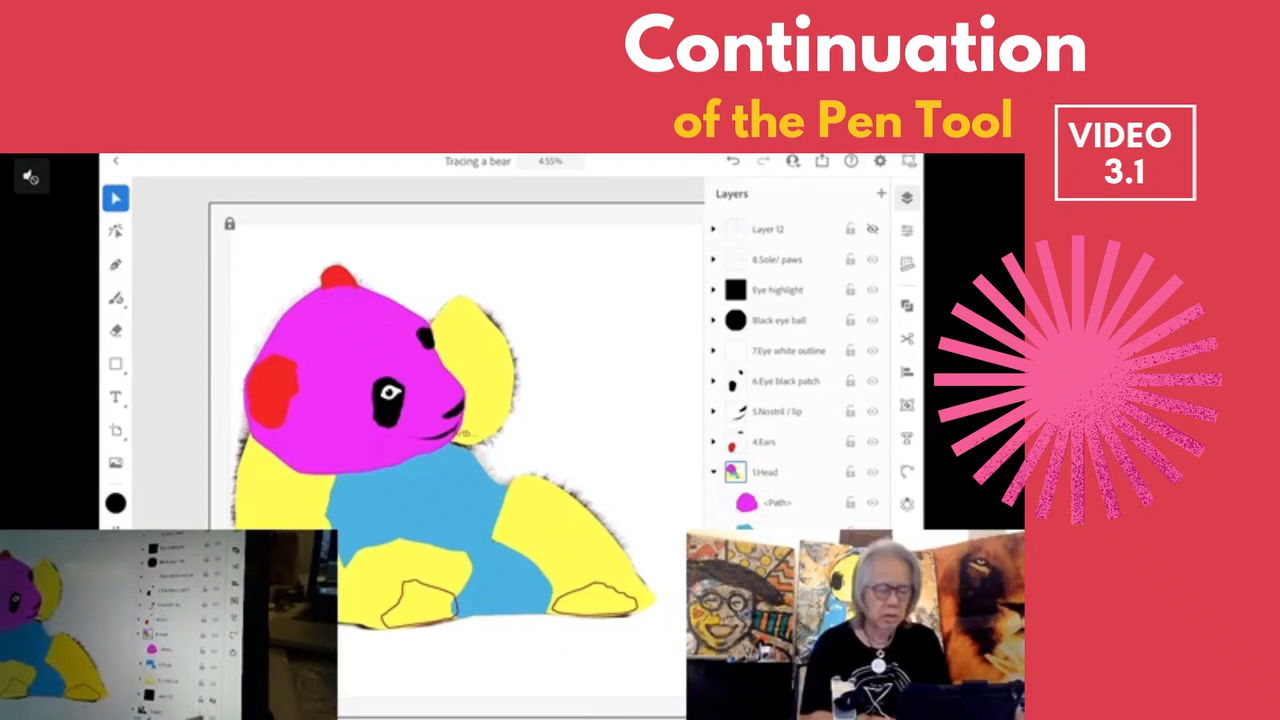 Continuation
of the Pen Tool
VIDEO
3.1
Tracing a bear
4.55%
Layers
Layer 12
8.Sole/ paws
Eye highlight
Black eye ball
7.Eye white outline
6.Eye black patch
5.Nostril / lip
4.Ears
1.Head
<Path>